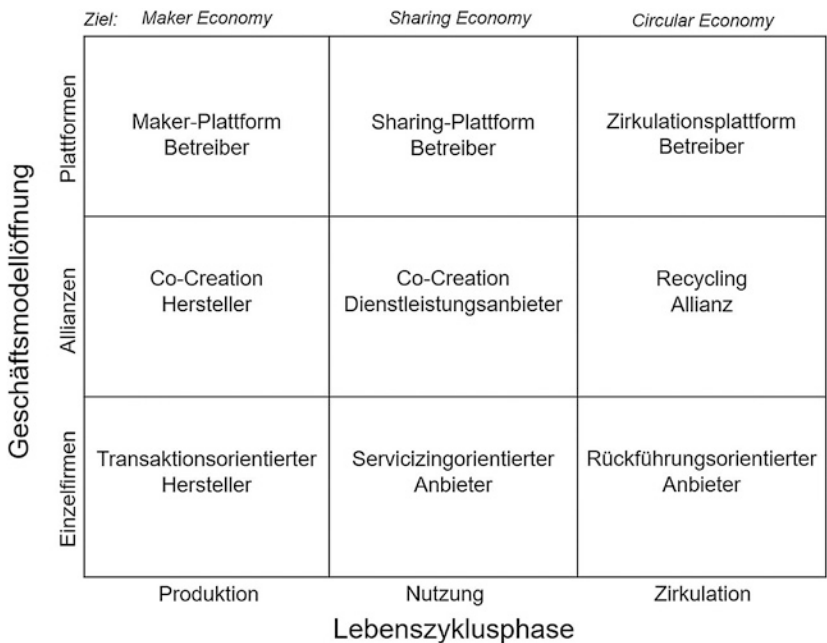 Ziel: Maker Economy Sharing Economy Circular Economy
Geschäftsmodellöffnung
Plattformen
Maker-Plattform
Betreiber
Sharing-Plattform
Betreiber
Zirkulationsplattform
Betreiber
Allianzen
Co-Creation
Hersteller
Co-Creation
Dienstleistungsanbieter
Recycling
Allianz
Einzelfirmen
Transaktionsorientierter
Hersteller
Servicizingorientierter
Anbieter
Rückführungsorientierter
Anbieter
Produktion Nutzung Zirkulation
Lebenszyklusphase